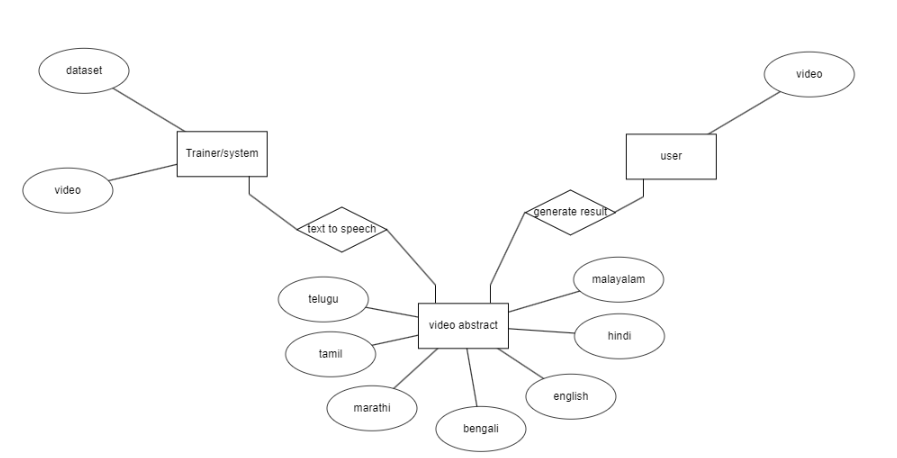 dataset
video
Trainer/system
user
video
generate result
text to speech
telugu
malayalam
video abstract
hindi
tamil
marathi
english
bengali